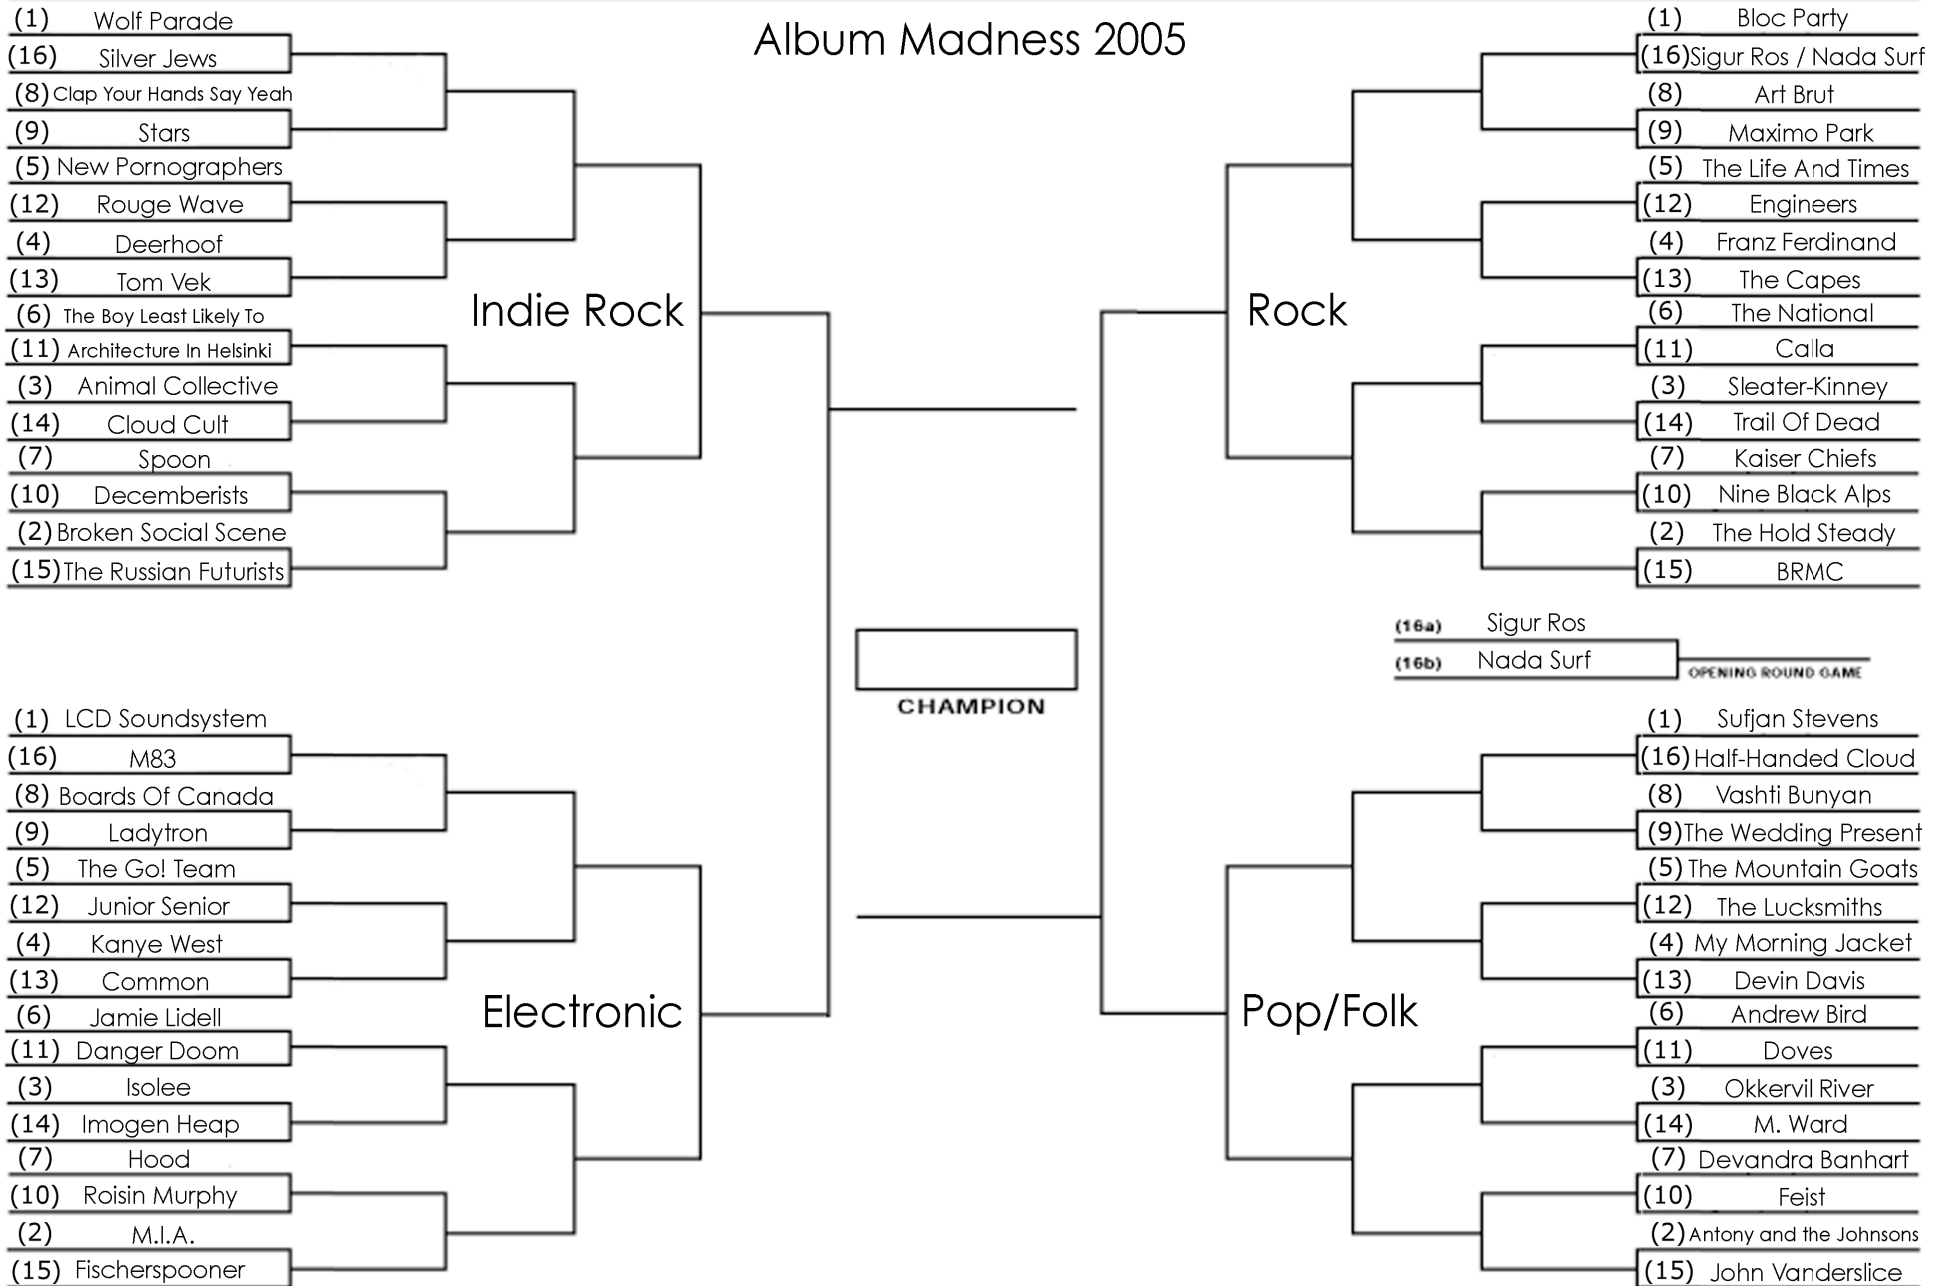 Album Madness 2005
(1) Wolf Parade
(16) Silver Jews
(8) Clap Your Hands Say Yeah
(9) Stars
(5) New Pornographers
(12) Rouge Wave
(4) Deerhoof
(13) Tom Vek
(6) The Boy Least Likely To
(11) Architecture In Helsinki
(3) Animal Collective
(14) Cloud Cult
(7) Spoon
(10) Decemberists
(2) Broken Social Scene
(15) The Russian Futurists
Indie Rock
(1) LCD Soundsystem
(16) M83
(8) Boards Of Canada
(9) Ladytron
(5) The Go! Team
(12) Junior Senior
(4) Kanye West
(13) Common
(6) Jamie Lidell
(11) Danger Doom
(3) Isolee
(14) Imogen Heap
(7) Hood
(10) Roisin Murphy
(2) M.I.A.
(15) Fischerspooner
Electronic
CHAMPION
(1) Bloc Party
(16) Sigur Ros / Nada Surf
(8) Art Brut
(9) Maximo Park
(5) The Life And Times
(12) Engineers
(4) Franz Ferdinand
(13) The Capes
(6) The National
(11) Calla
(3) Sleater-Kinney
(14) Trail Of Dead
(7) Kaiser Chiefs
(10) Nine Black Alps
(2) The Hold Steady
(15) BRMC
Rock
(16a) Sigur Ros
(16b) Nada Surf
OPENING ROUND GAME
(1) Sufjan Stevens
(16) Half-Handed Cloud
(8) Vashti Bunyan
(9) The Wedding Present
(5) The Mountain Goats
(12) The Lucksmiths
(4) My Morning Jacket
(13) Devin Davis
(6) Andrew Bird
(11) Doves
(3) Okkervil River
(14) M. Ward
(7) Devandra Banhart
(10) Feist
(2) Antony and the Johnsons
(15) John Vanderslice
Pop/Folk